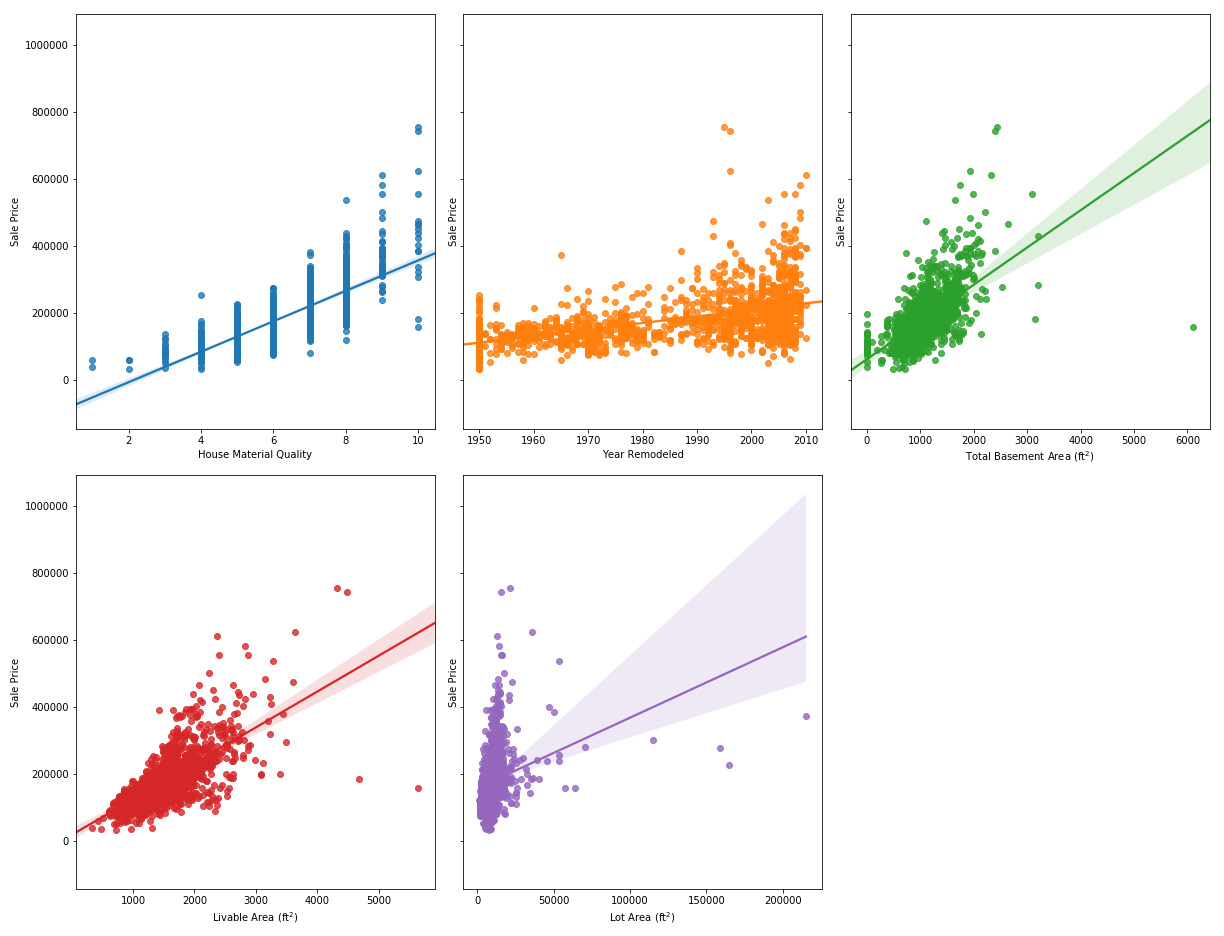 1000000
800000
600000
400000
200000
0
Sale Price
2 4 6 8 10
House Material Quality
Sale Price
1950 1960 1970 1980 1990 2000 2010
Year Remodeled
Sale Price
0 1000 2000 3000 4000 5000 6000
Total Basement Area (ft²)
1000000
800000
600000
400000
200000
0
Sale Price
1000 2000 3000 4000 5000
Livable Area (ft²)
Sale Price
0 50000 100000 150000 200000
Lot Area (ft²)